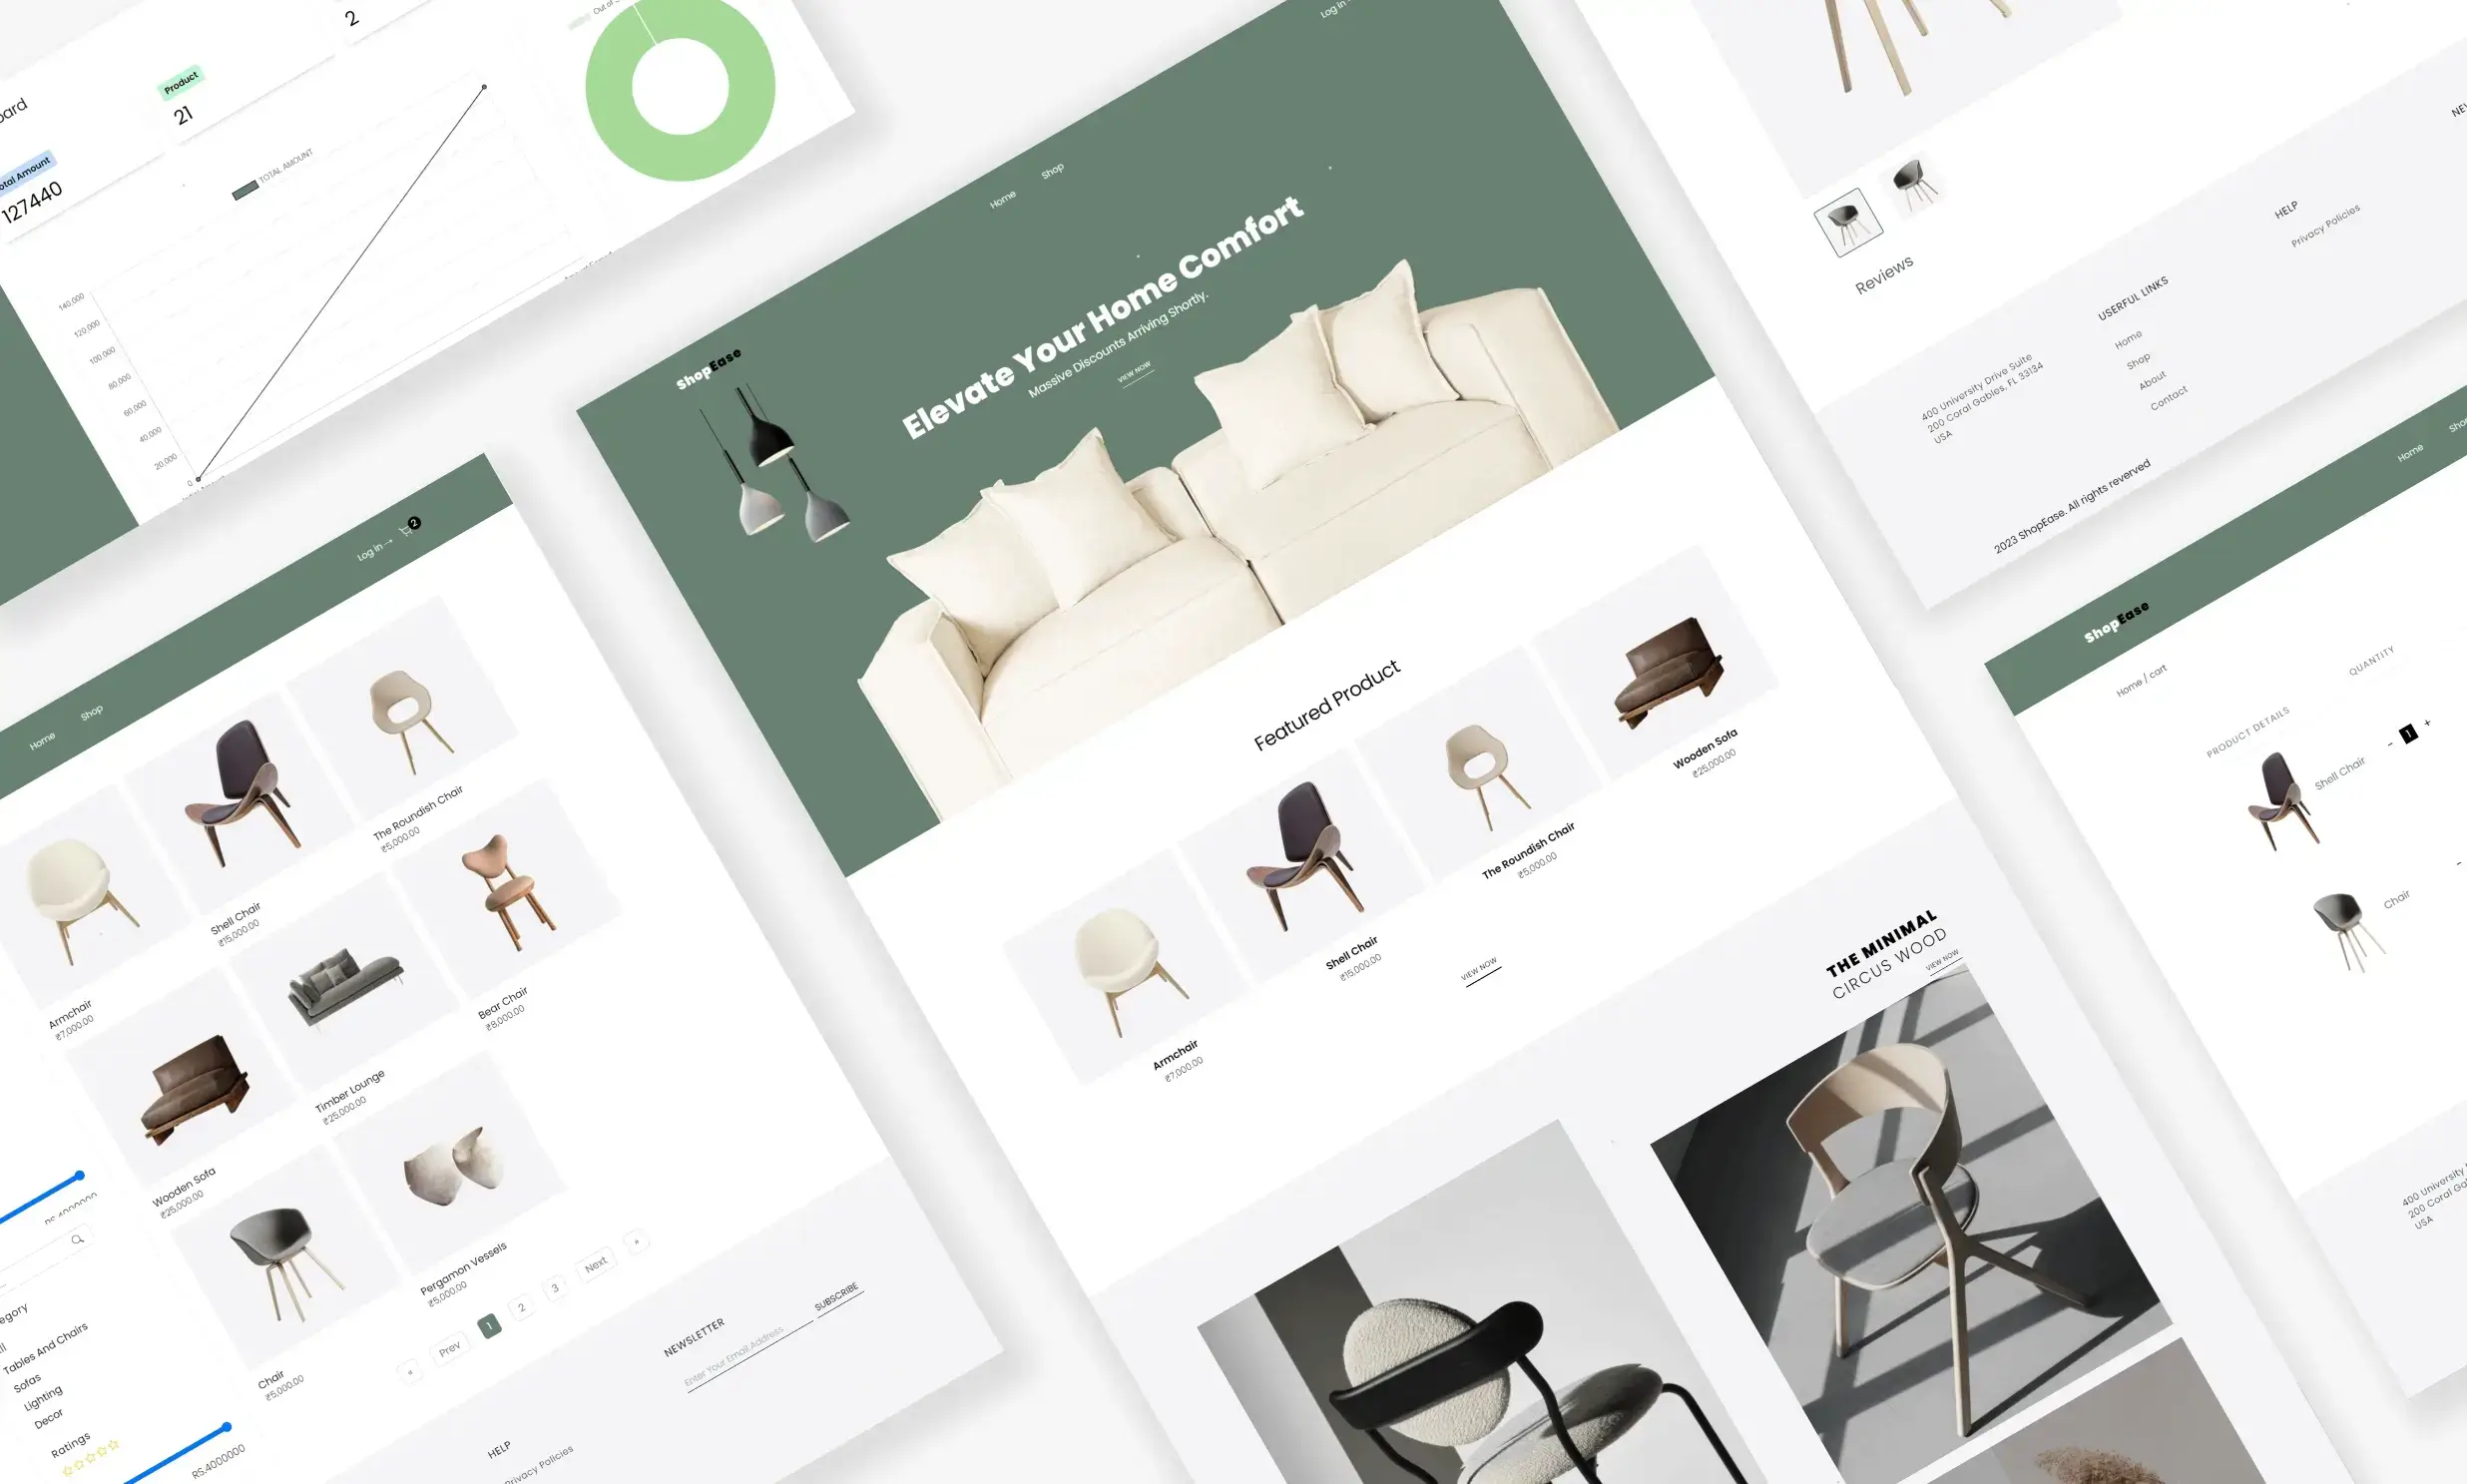 2
Out of
Product
21
Total Amount
127440
TOTAL AMOUNT
140,000
120,000
100,000
80,000
60,000
40,000
20,000
0
Log in →
2
Home
Shop
Armchair
₹7,000.00
Shell Chair
₹15,000.00
The Roundish Chair
₹5,000.00
Wooden Sofa
₹25,000.00
Timber Lounge
₹25,000.00
Bear Chair
₹8,000.00
Chair
₹5,000.00
Pergamon Vessels
₹5,000.00
«
Prev
1
2
3
Next
»
Tables And Chairs
Sofas
Lighting
Decor
Ratings
RS.4000000
RS.4000000
NEWSLETTER
Enter Your Email Address
SUBSCRIBE
HELP
Privacy Policies
Log in
Home
Shop
ShopEase
Elevate Your Home Comfort
Massive Discounts Arriving Shortly.
VIEW NOW
Featured Product
Armchair
₹7,000.00
Shell Chair
₹15,000.00
The Roundish Chair
₹5,000.00
Wooden Sofa
₹25,000.00
VIEW NOW
THE MINIMAL
CIRCUS WOOD
VIEW NOW
Reviews
400 University Drive Suite
200 Coral Gables, FL 33134
USA
USERFUL LINKS
Home
Shop
About
Contact
HELP
Privacy Policies
2023 ShopEase. All rights reverved
Home
ShopEase
Home / cart
PRODUCT DETAILS
QUANTITY
Shell Chair
- 1 +
Chair
-
400 University
200 Coral
USA